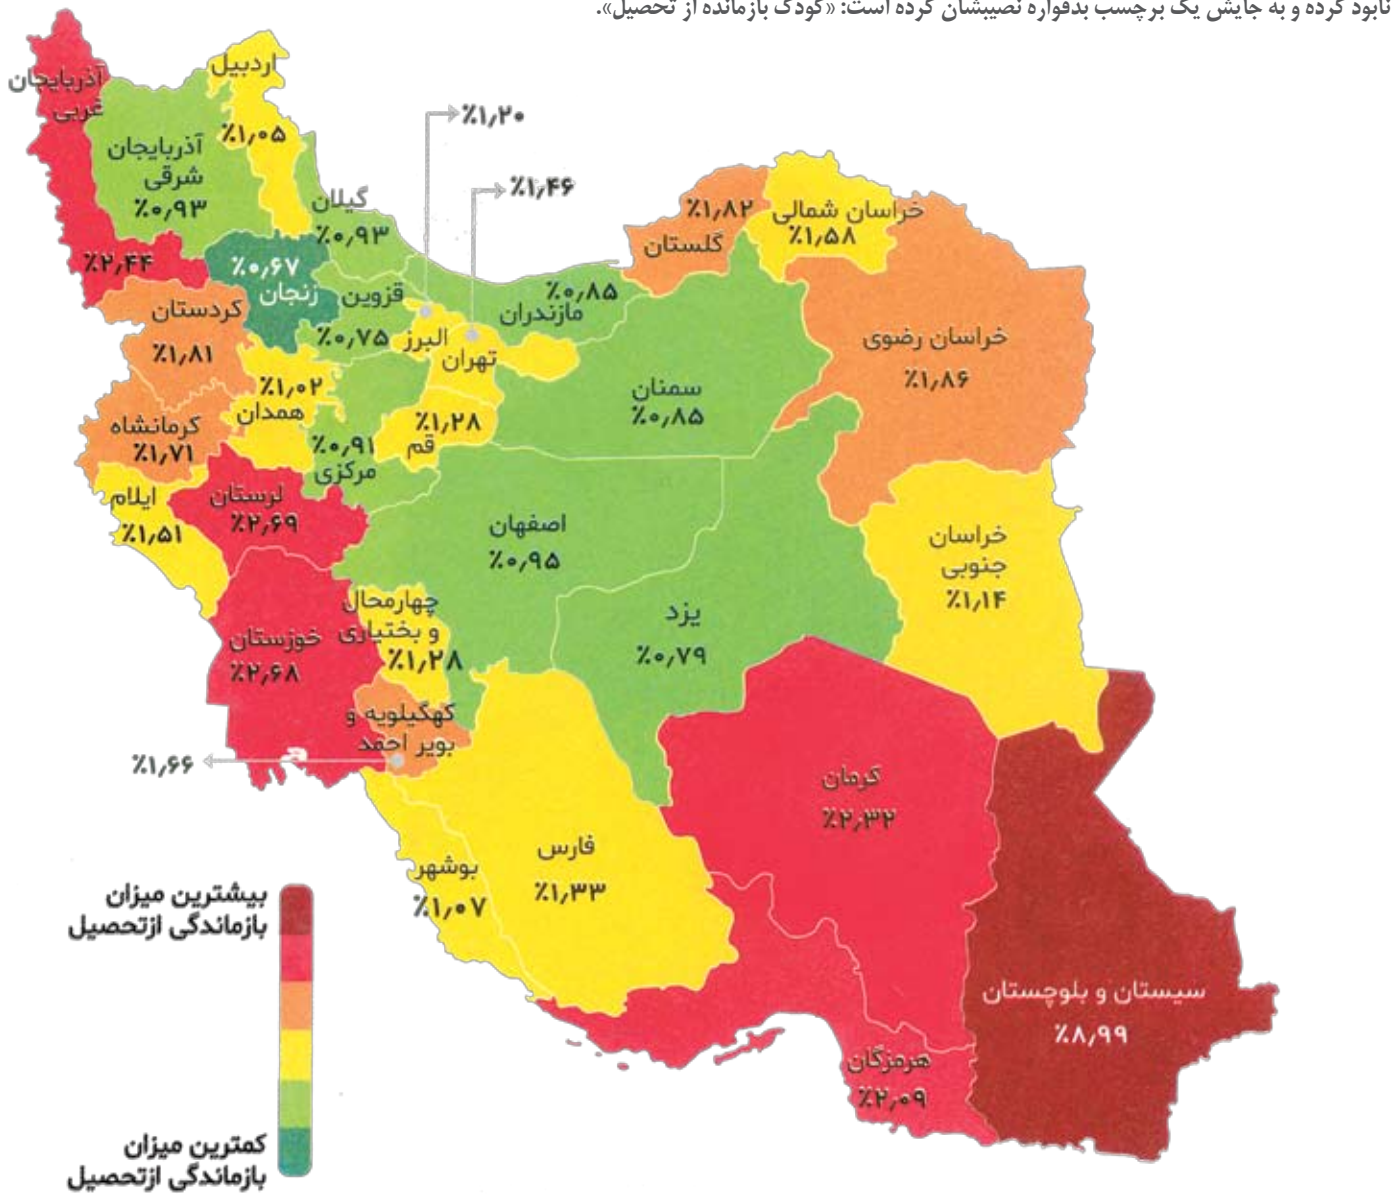 نابود کرده و به جایش یک برچسب بدقواره نصیبشان کرده است: «کودک بازمانده از تحصیل».
آذربایجان
غربی
٪۲٫۴۴
آذربایجان
شرقی
٪۰٫۹۳
اردبیل
٪۱٫۰۵
گیلان
٪۰٫۹۳
٪۱٫۲۰
٪۱٫۴۶
٪۰٫۶۷
زنجان
کردستان
٪۱٫۸۱
قزوین
٪۰٫۷۵
البرز
تهران
٪۰٫۸۵
مازندران
٪۱٫۸۲
گلستان
خراسان شمالی
٪۱٫۵۸
خراسان رضوی
٪۱٫۸۶
سمنان
٪۰٫۸۵
٪۱٫۰۲
همدان
کرمانشاه
٪۱٫۷۱
٪۱٫۲۸
قم
٪۰٫۹۱
مرکزی
ایلام
٪۱٫۵۱
لرستان
٪۲٫۶۹
اصفهان
٪۰٫۹۵
خراسان
جنوبی
٪۱٫۱۴
یزد
٪۰٫۷۹
چهارمحال
و بختیاری
٪۱٫۲۸
خوزستان
٪۲٫۶۸
کهگیلویه و
بویر احمد
٪۱٫۶۶
کرمان
٪۲٫۳۲
فارس
٪۱٫۳۳
بوشهر
٪۱٫۰۷
سیستان و بلوچستان
٪۸٫۹۹
هرمزگان
٪۲٫۰۹
بیشترین میزان
بازماندگی ازتحصیل
کمترین میزان
بازماندگی ازتحصیل